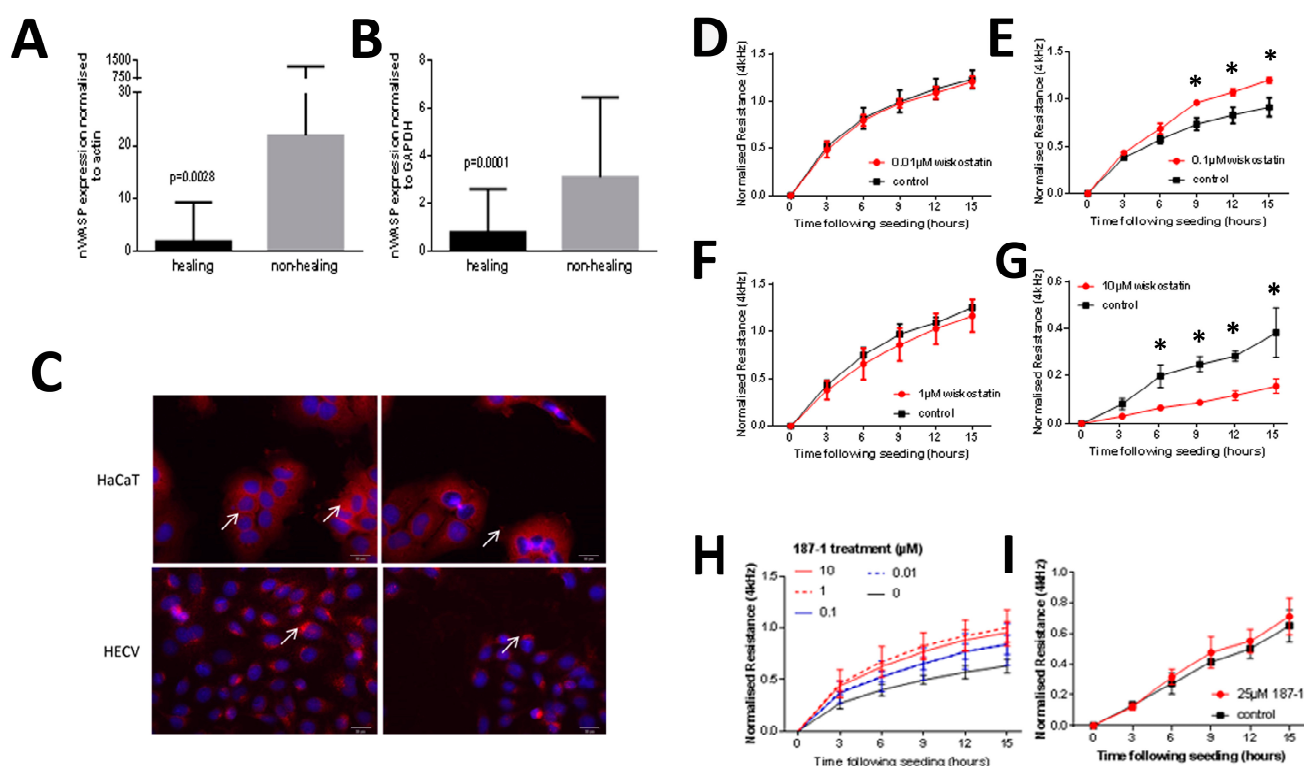 A
nWASP expression normalised
to actin
1500
750
30
20
10
0
p=0.0028
healing
non-healing
B
nWASP expression normalised
to GAPDH
8
6
4
2
0
p=0.0001
healing
non-healing
C
HaCaT
HECV
D
Normalised Resistance (4kHz)
1.5
1.0
0.5
0.0
0.01µM wiskostatin
control
0 3 6 9 12 15
Time following seeding (hours)
E
Normalised Resistance (4kHz)
1.5
1.0
0.5
0.0
* * *
0.1µM wiskostatin
control
0 3 6 9 12 15
Time following seeding (hours)
F
Normalised Resistance (4kHz)
1.5
1.0
0.5
0.0
1µM wiskostatin
control
0 3 6 9 12 15
Time following seeding (hours)
G
Normalised Resistance (4kHz)
0.6
0.4
0.2
0.0
10µM wiskostatin
control
* * * *
0 3 6 9 12 15
Time following seeding (hours)
H
187-1 treatment (µM)
10
1
0.1
0.01
0
Normalised Resistance (4kHz)
1.5
1.0
0.5
0.0
0 3 6 9 12 15
Time following seeding (hours)
I
Normalised Resistance (4kHz)
1.0
0.8
0.6
0.4
0.2
0.0
25µM 187-1
control
0 3 6 9 12 15
Time following seeding (hours)